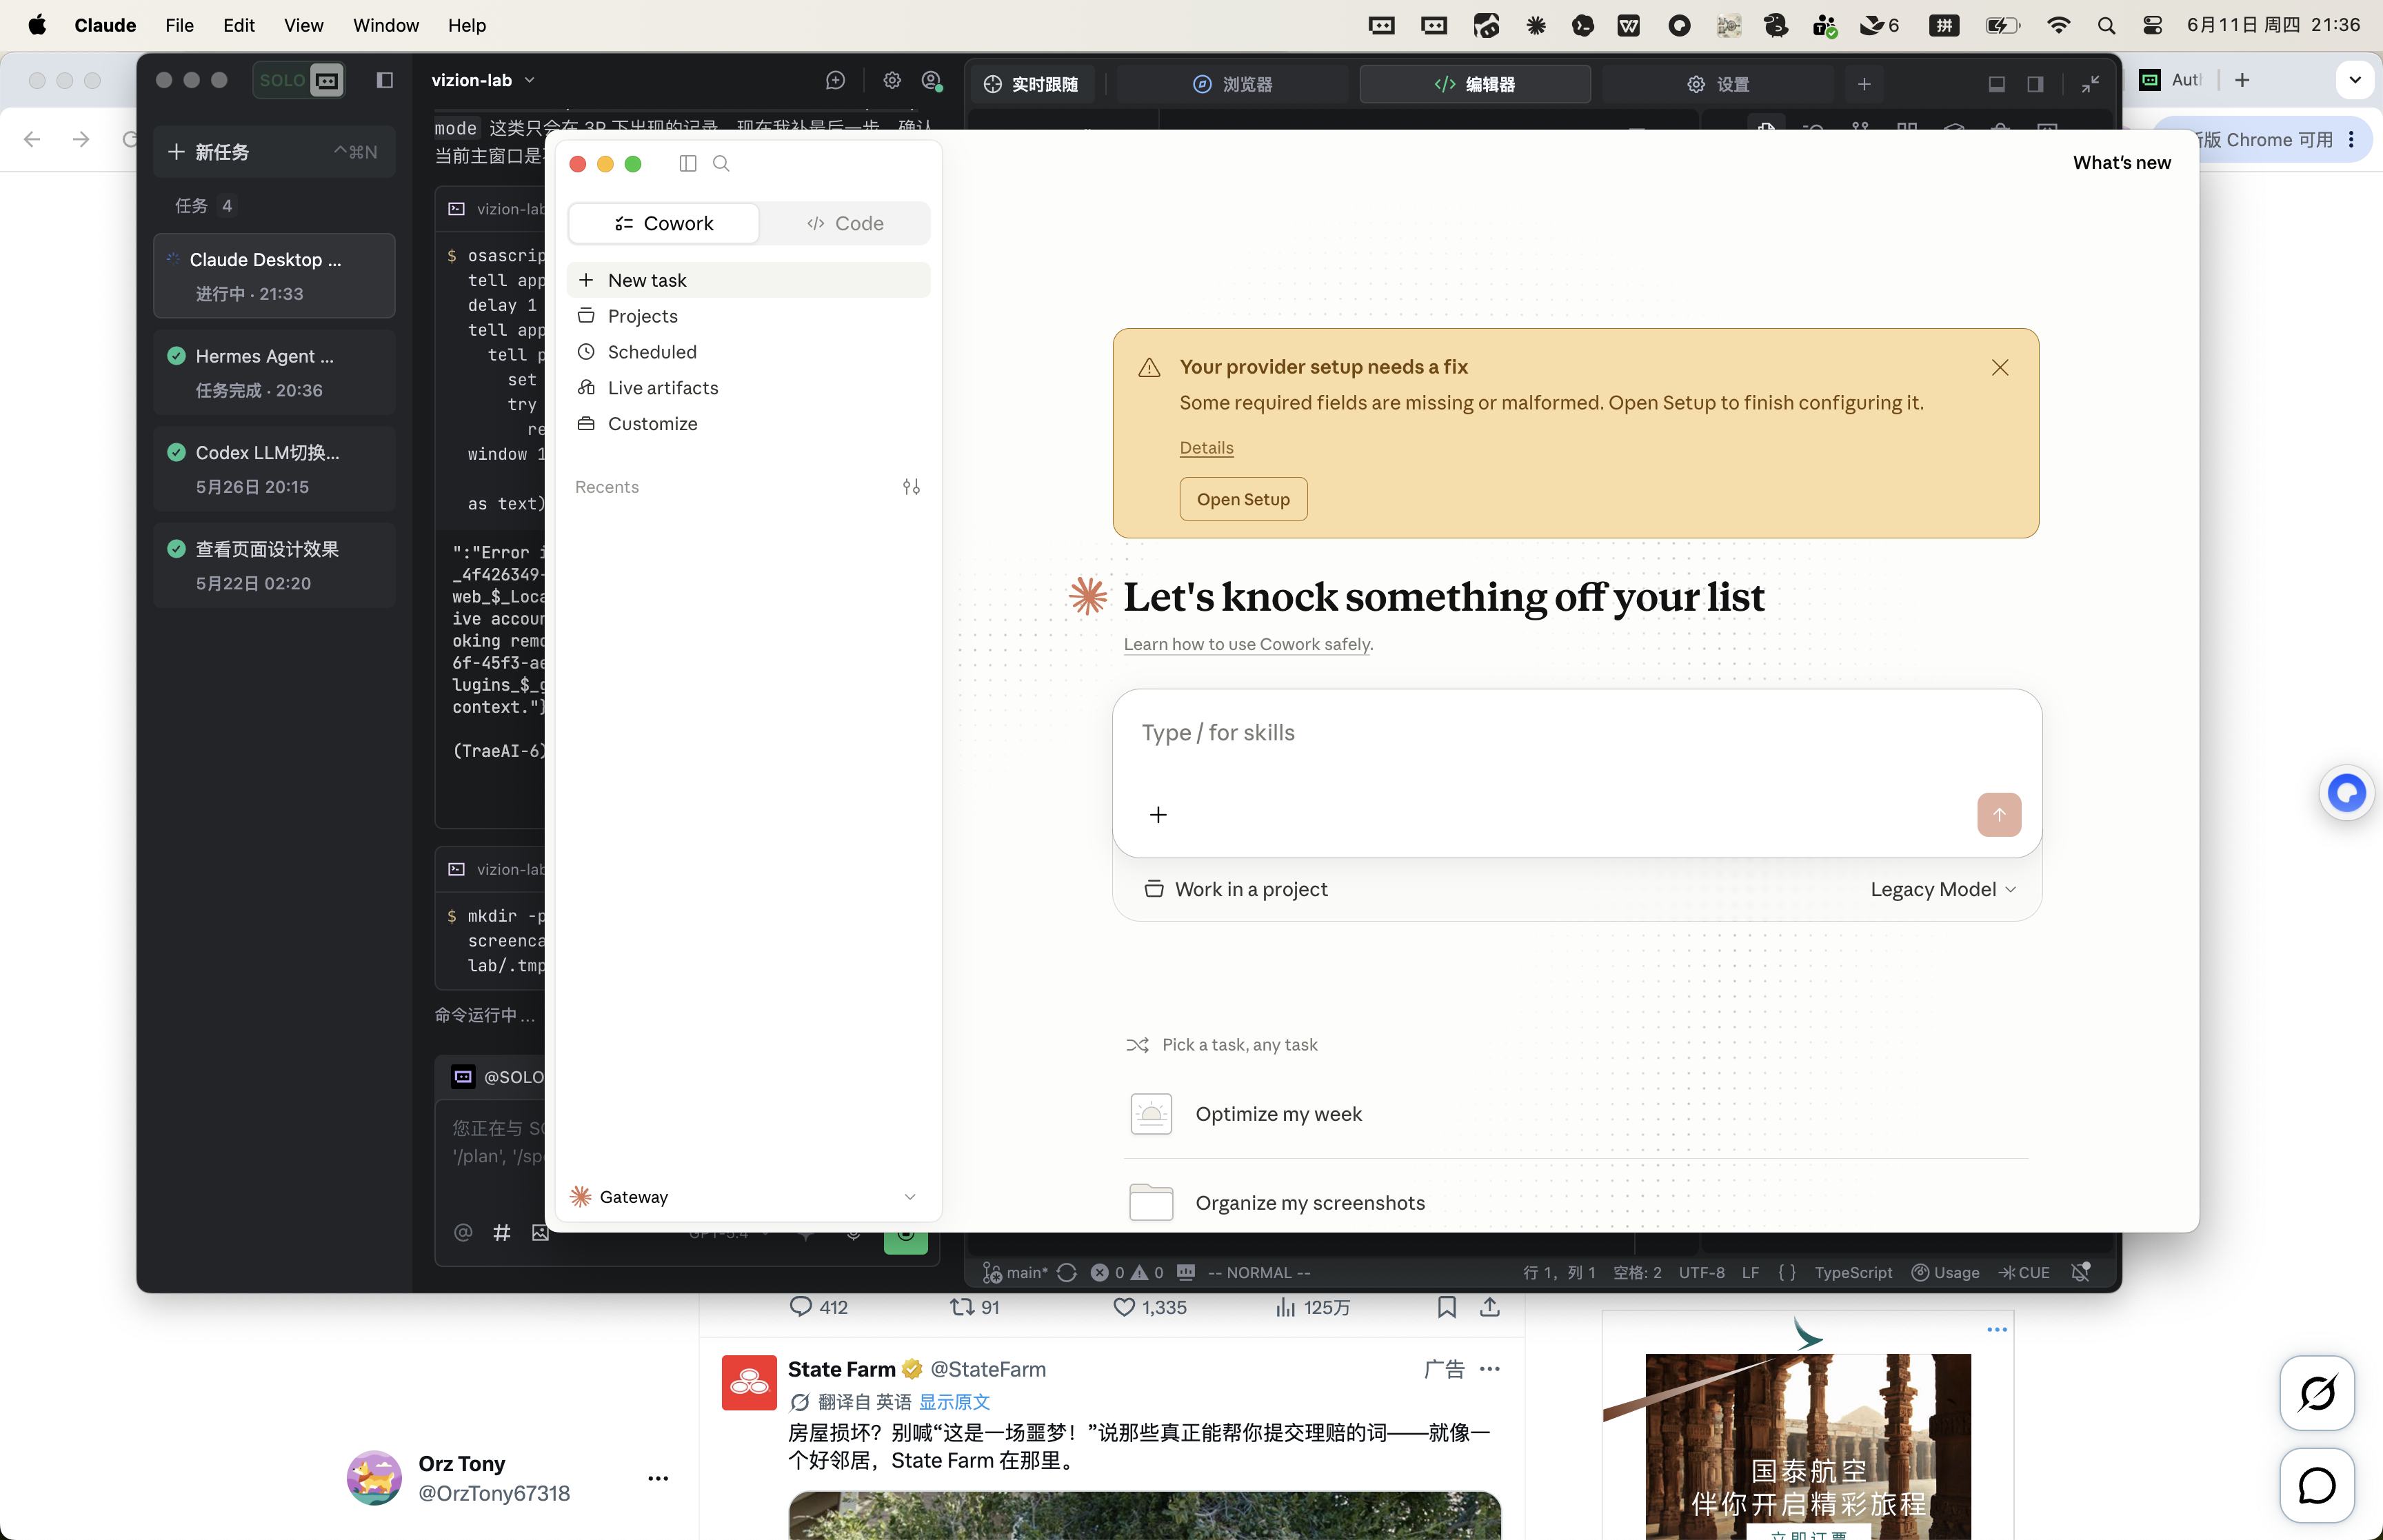 Claude File Edit View Window Help
6
拼
6月11日 周四 21:36
SOLO
vizion-lab
实时跟随
浏览器
编辑器
设置
新任务
^⌘N
任务 4
Claude Desktop ...
进行中 · 21:33
Hermes Agent ...
任务完成 · 20:36
Codex LLM切换...
5月26日 20:15
查看页面设计效果
5月22日 02:20
当前主窗口是
vizion-lab
$ osascrip
tell app
delay 1
tell app
tell p
set
try
re
window 1
as text)
":"Error i
_4f426349-
web_$_Loca
ive accoun
oking remo
6f-45f3-ae
lugins_$_g
context."}
(TraeAI-6)
vizion-lab
$ mkdir -p
screenca
lab/.tmp
命令运行中 ...
@SOLO
您正在与 SO
'/plan', '/spe
@ #
Cowork
Code
New task
Projects
Scheduled
Live artifacts
Customize
Recents
Gateway
What's new
Your provider setup needs a fix
Some required fields are missing or malformed. Open Setup to finish configuring it.
Details
Open Setup
Let's knock something off your list
Learn how to use Cowork safely.
Type / for skills
Work in a project
Legacy Model
Pick a task, any task
Optimize my week
Organize my screenshots
main* 0 0 -- NORMAL --
行 1，列 1 空格: 2 UTF-8 LF { } TypeScript Usage CUE
版 Chrome 可用
412 91 1,335 125万
State Farm @StateFarm
广告
翻译自 英语 显示原文
房屋损坏？别喊“这是一场噩梦！”说那些真正能帮你提交理赔的词——就像一
个好邻居，State Farm 在那里。
Orz Tony
@OrzTony67318
国泰航空
伴你开启精彩旅程
立即订票